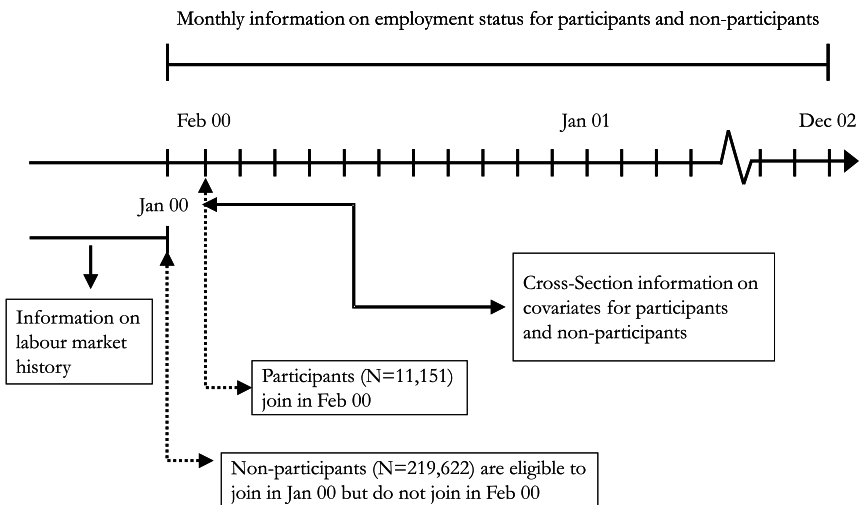 Monthly information on employment status for participants and non-participants
Feb 00
Jan 01
Dec 02
Jan 00
Cross-Section information on
covariates for participants
and non-participants
Information on
labour market
history
Participants (N=11,151)
join in Feb 00
Non-participants (N=219,622) are eligible to
join in Jan 00 but do not join in Feb 00